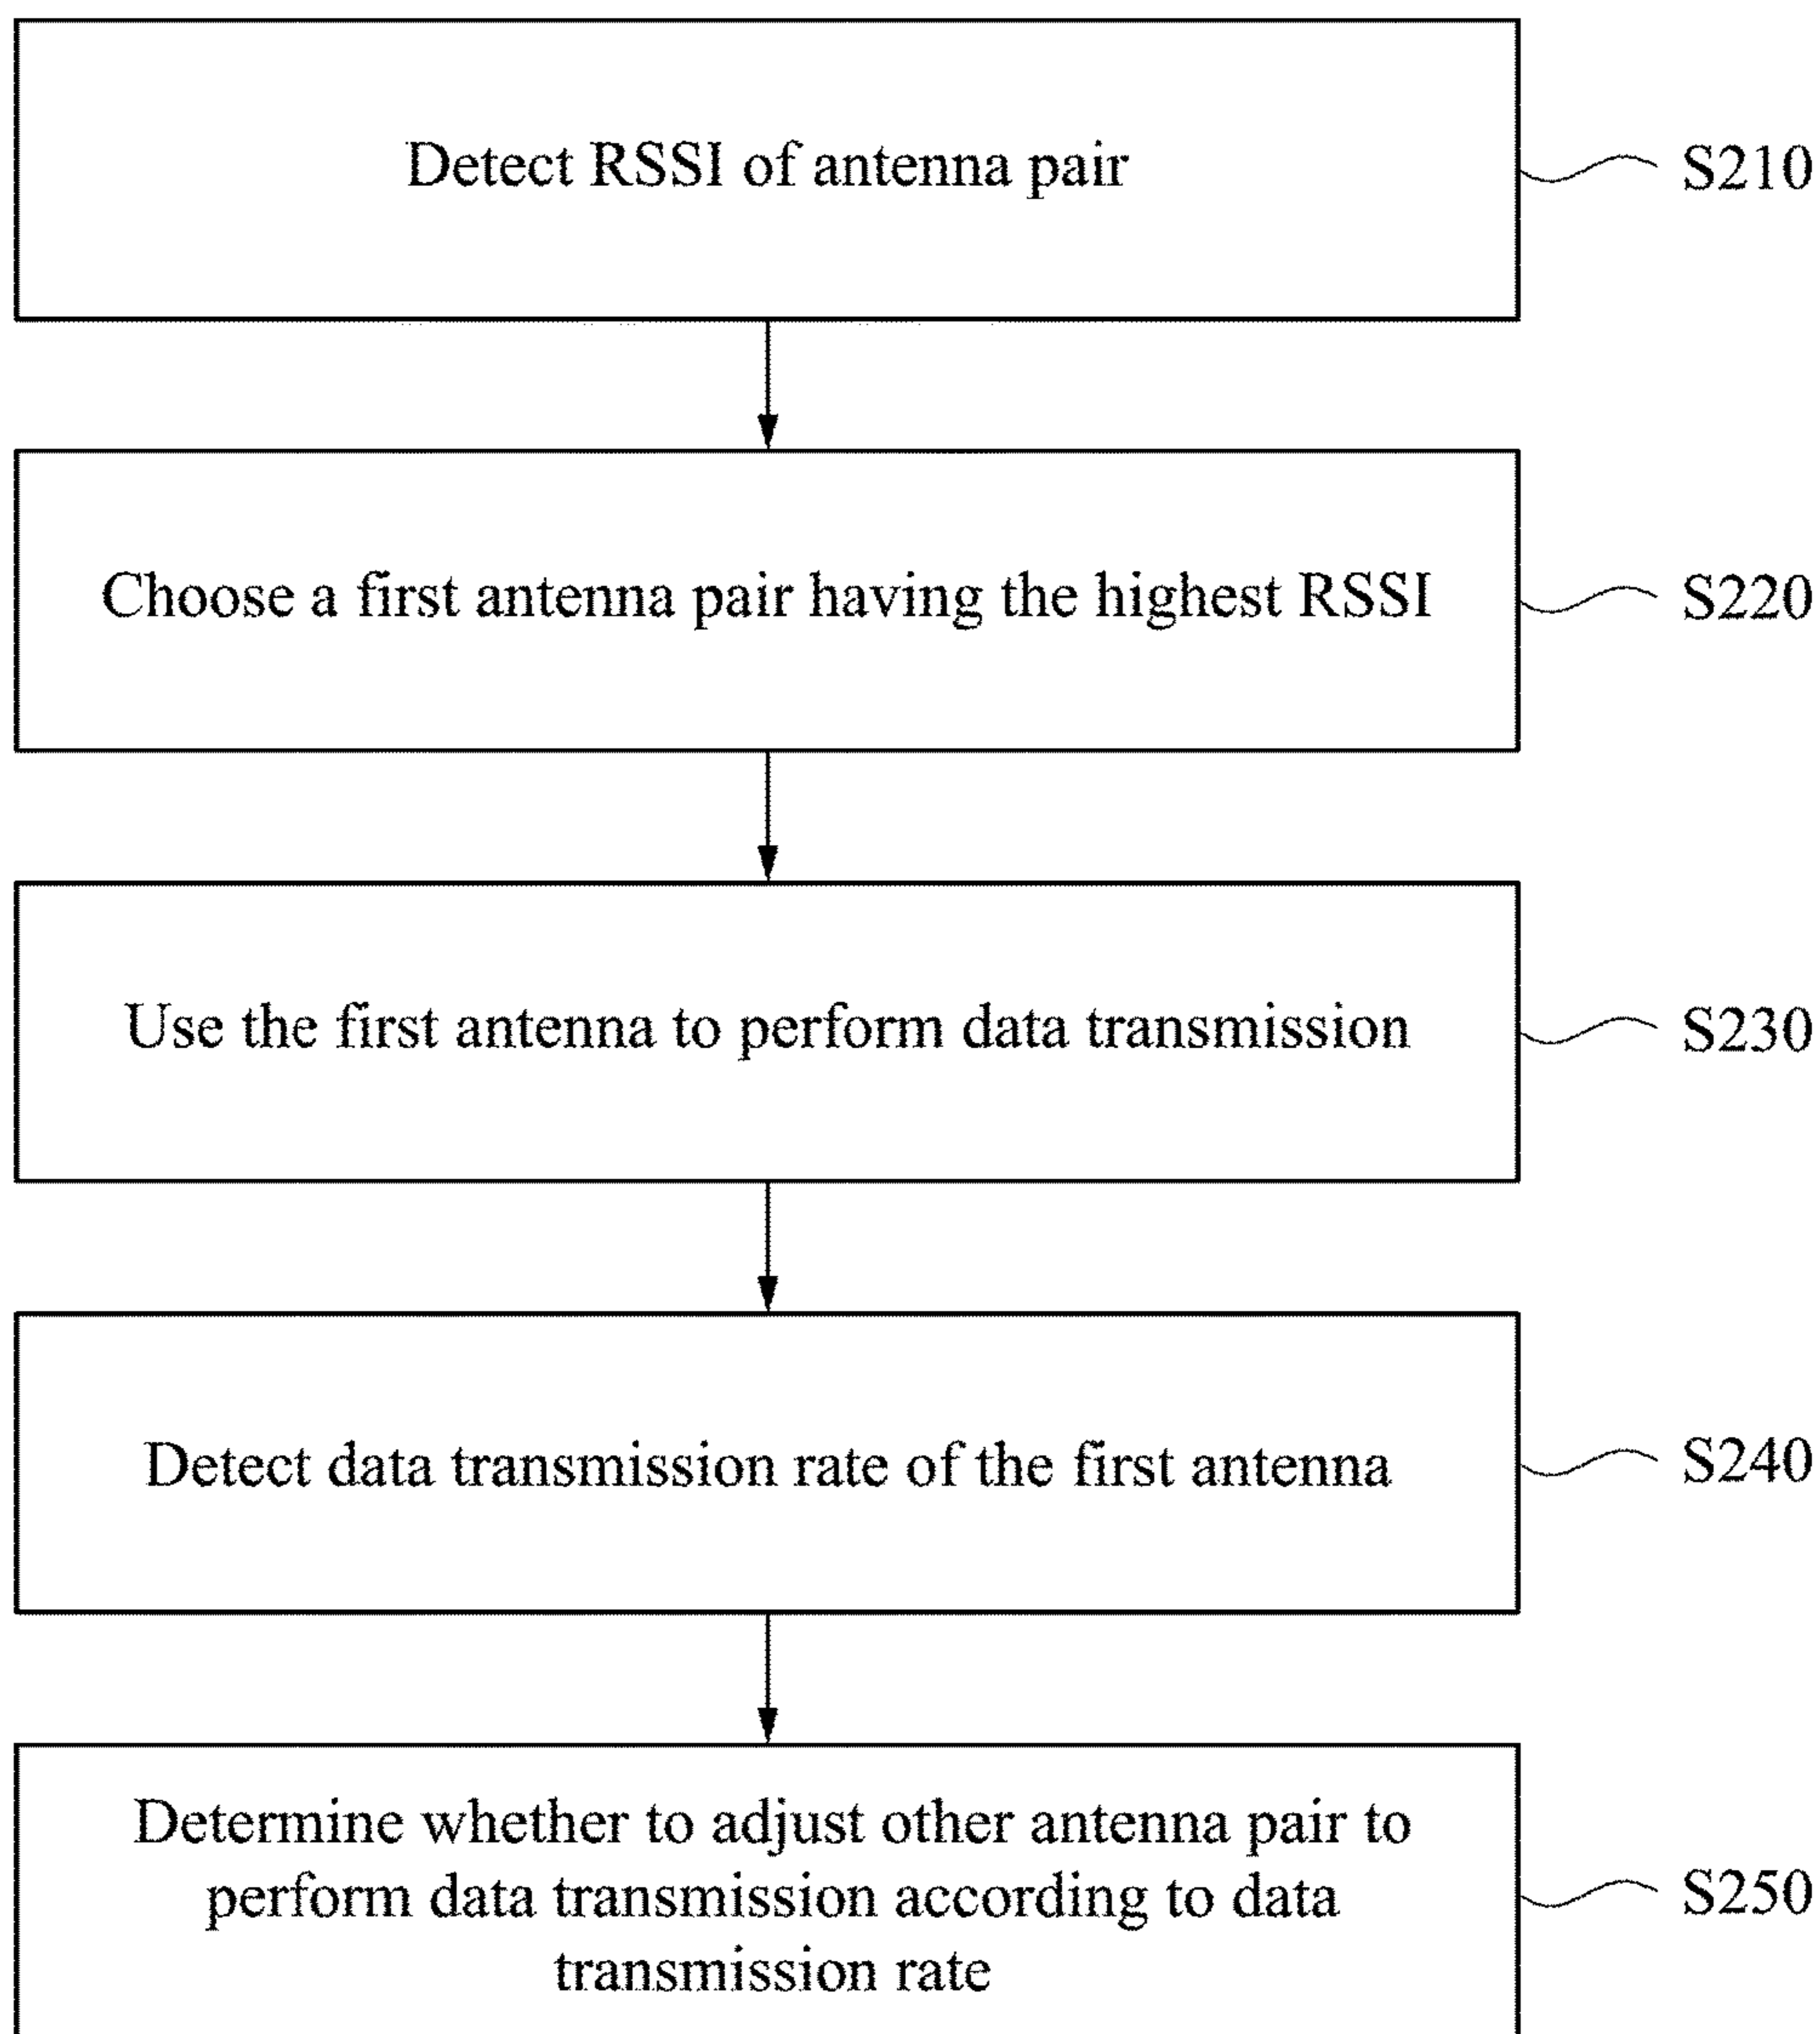 Detect RSSI of antenna pair
S210
Choose a first antenna pair having the highest RSSI
S220
Use the first antenna to perform data transmission
S230
Detect data transmission rate of the first antenna
S240
Determine whether to adjust other antenna pair to
perform data transmission according to data
transmission rate
S250